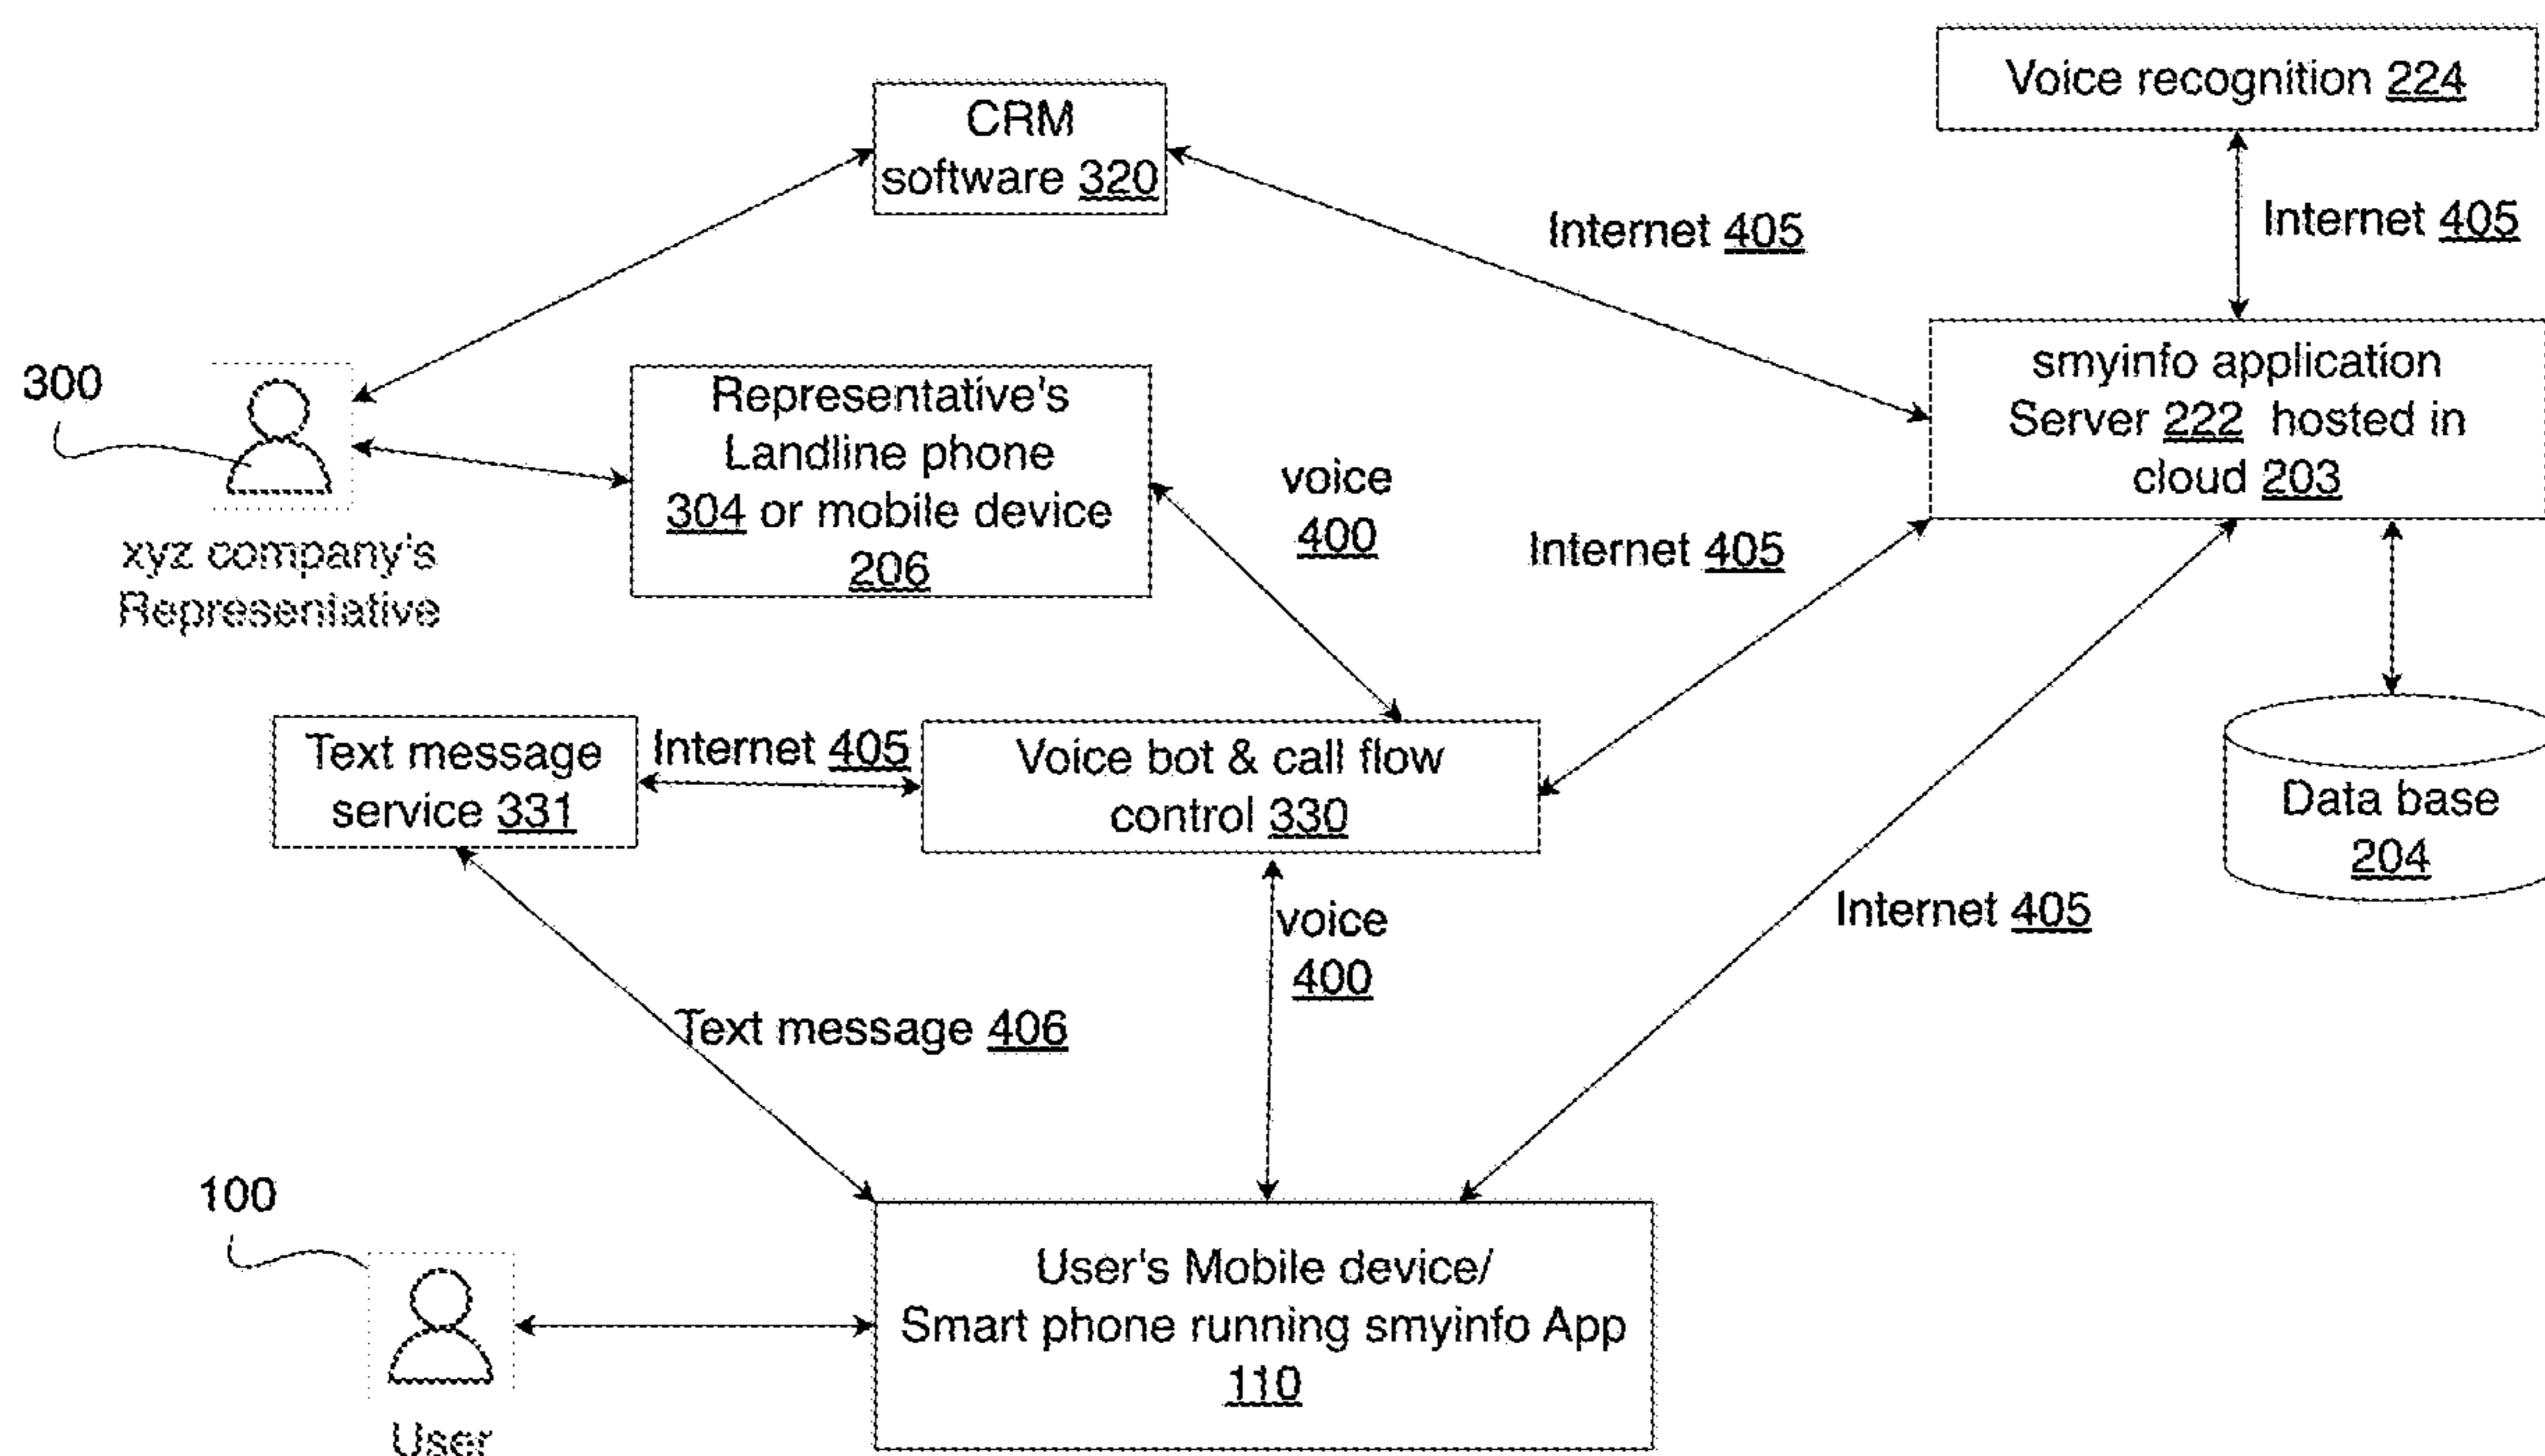 Voice recognition 224
CRM
software 320
Internet 405
Internet 405
smyinfo application
Server 222 hosted in
cloud 203
300
Representative's
Landline phone
304 or mobile device
206
voice
400
xyz company's
Representative
Internet 405
Text message
service 331
Internet 405
Voice bot & call flow
control 330
Data base
204
voice
400
Internet 405
Text message 406
100
User's Mobile device/
Smart phone running smyinfo App
110
User